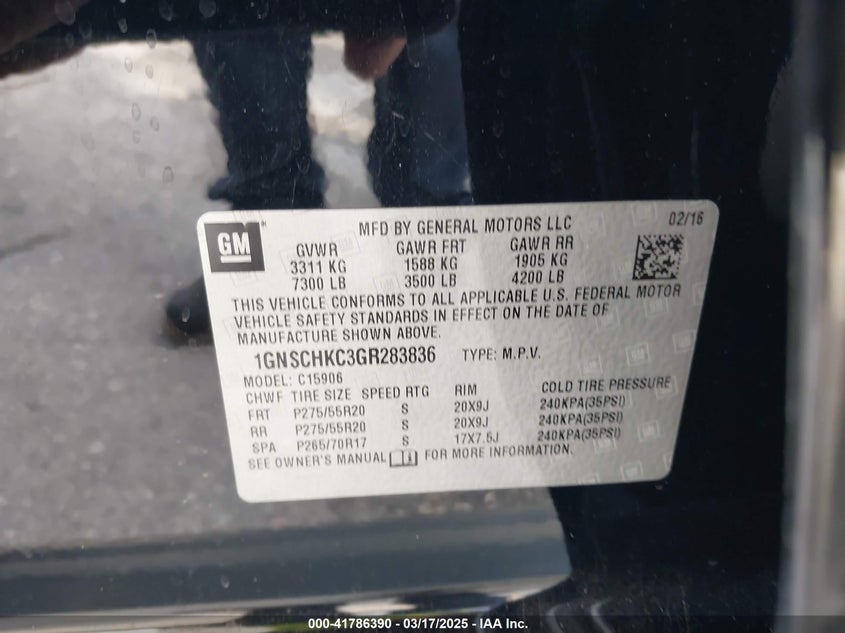 GM
MFD BY GENERAL MOTORS LLC 02/16
GVWR GAWR FRT GAWR RR
3311 KG 1588 KG 1905 KG
7300 LB 3500 LB 4200 LB
THIS VEHICLE CONFORMS TO ALL APPLICABLE U.S. FEDERAL MOTOR
VEHICLE SAFETY STANDARDS IN EFFECT ON THE DATE OF
MANUFACTURE SHOWN ABOVE.
1GNSCHKC3GR283836 TYPE: M.P.V.
MODEL: C15906
CHWF TIRE SIZE SPEED RTG RIM COLD TIRE PRESSURE
FRT P275/55R20 S 20X9J 240KPA(35PSI)
RR P275/55R20 S 20X9J 240KPA(35PSI)
SPA P265/70R17 S 17X7.5J 240KPA(35PSI)
SEE OWNER'S MANUAL FOR MORE INFORMATION.
000-41786390 - 03/17/2025 - IAA Inc.